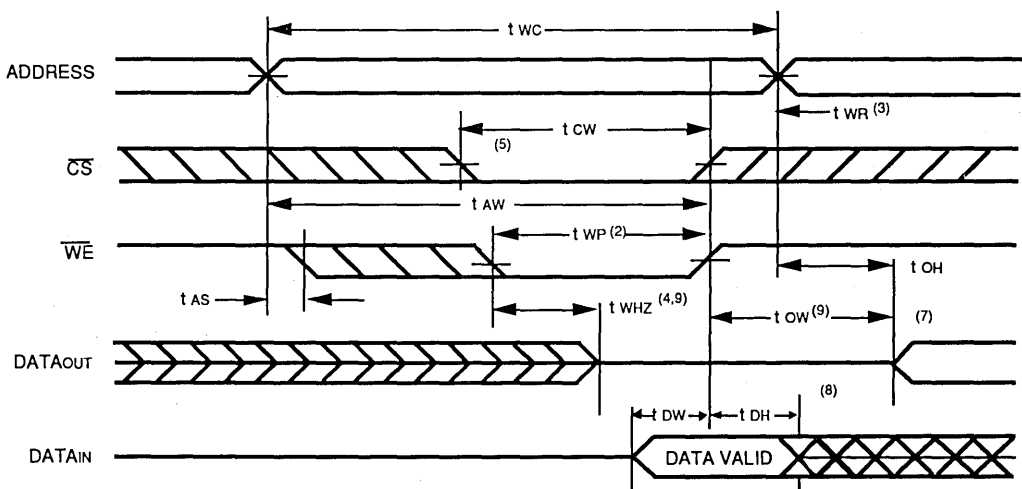 t WC
ADDRESS
t WR (3)
t CW
(5)
CS
t AW
WE
t WP (2)
t OH
t AS
t WHZ (4,9)
t OW (9)
(7)
DATAOUT
(8)
t DW
t DH
DATAIN
DATA VALID